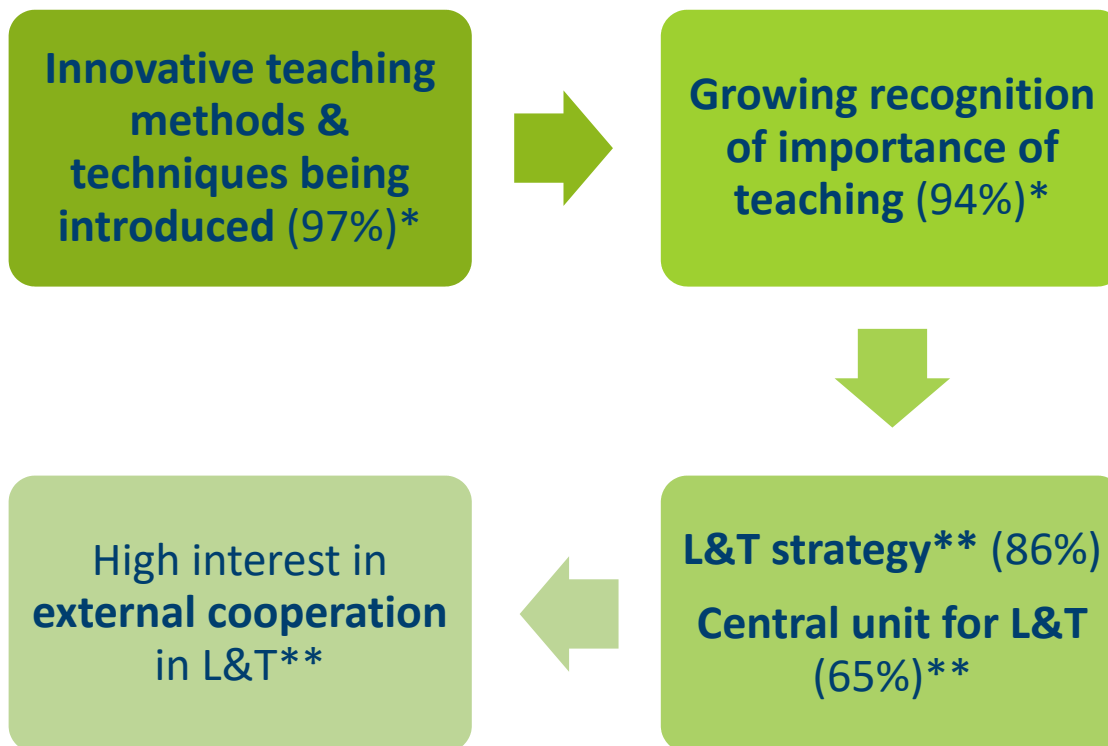 Innovative teaching
methods &
techniques being
introduced (97%)*
Growing recognition
of importance of
teaching (94%)*
L&T strategy** (86%)
Central unit for L&T
(65%)**
High interest in
external cooperation
in L&T**